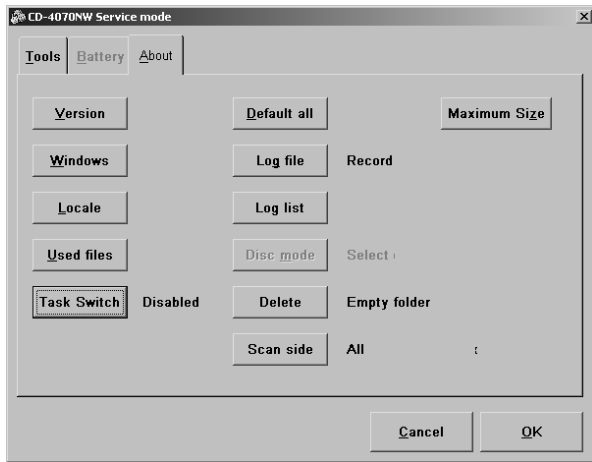 CD-4070NW Service mode
Tools Battery About
Version Default all Maximum Size
Windows Log file Record
Locale Log list
Used files Disc mode Select
Task Switch Disabled Delete Empty folder
Scan side All
Cancel OK